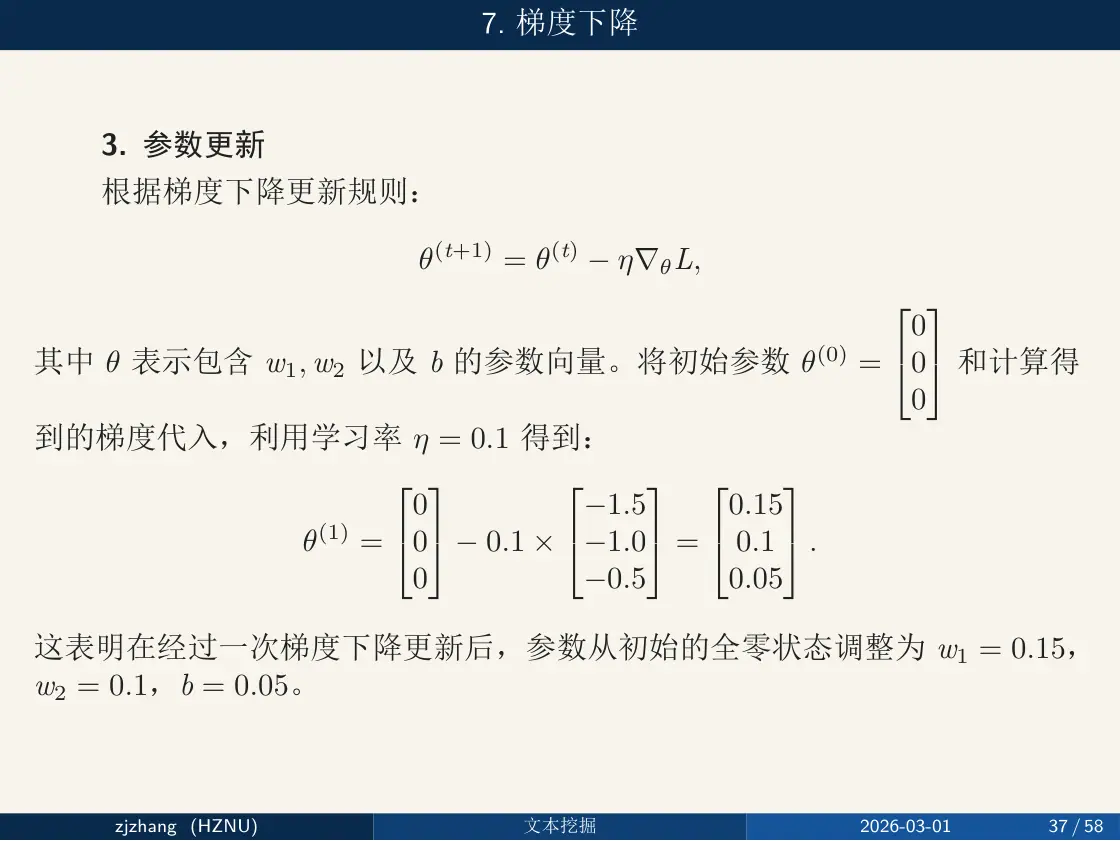 7. 梯度下降
3. 参数更新
根据梯度下降更新规则：
θ^{(t+1)} = θ^{(t)} − η∇_θ L,
其中 θ 表示包含 w₁, w₂ 以及 b 的参数向量。将初始参数 θ^{(0)} = [0 0 0] 和计算得
到的梯度代入，利用学习率 η = 0.1 得到：
θ^{(1)} = [0 0 0] − 0.1 × [−1.5 −1.0 −0.5] = [0.15 0.1 0.05] .
这表明在经过一次梯度下降更新后，参数从初始的全零状态调整为 w₁ = 0.15，
w₂ = 0.1，b = 0.05。
zjzhang (HZNU) 文本挖掘 2026-03-01 37 / 58